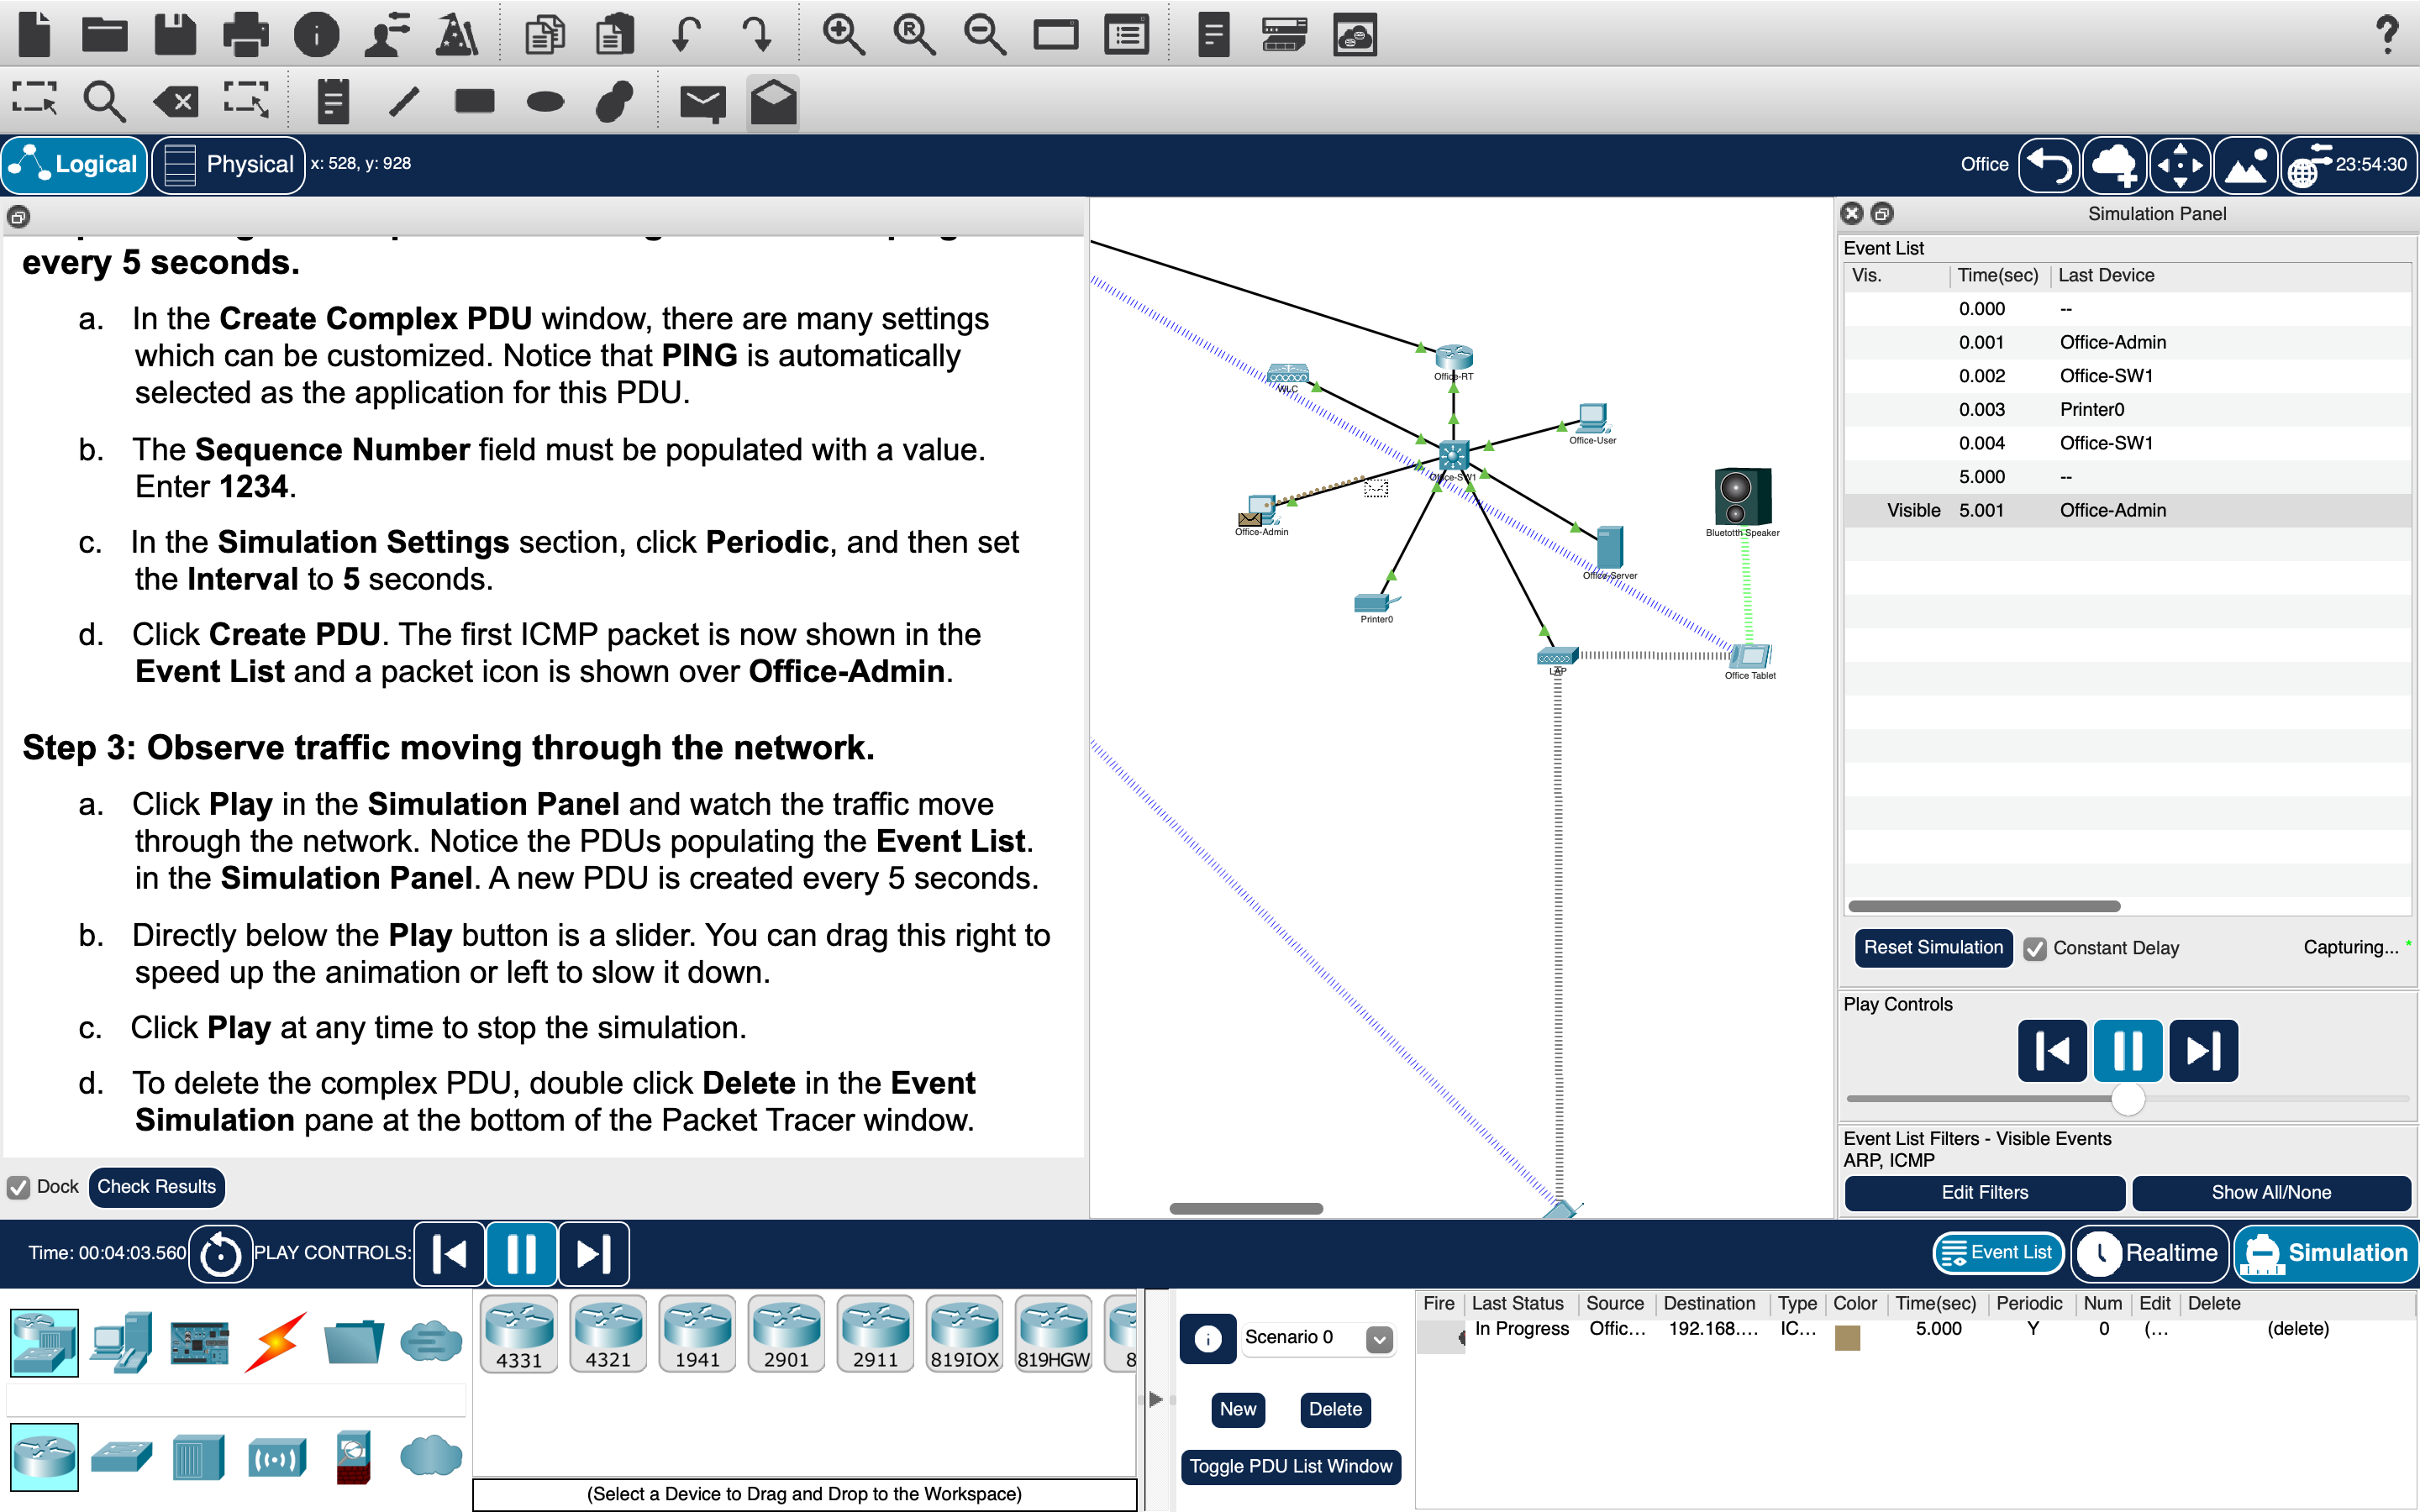 Logical
Physical
x: 528, y: 928
Office
23:54:30
every 5 seconds.
a. In the Create Complex PDU window, there are many settings
which can be customized. Notice that PING is automatically
selected as the application for this PDU.
b. The Sequence Number field must be populated with a value.
Enter 1234.
c. In the Simulation Settings section, click Periodic, and then set
the Interval to 5 seconds.
d. Click Create PDU. The first ICMP packet is now shown in the
Event List and a packet icon is shown over Office-Admin.
Step 3: Observe traffic moving through the network.
a. Click Play in the Simulation Panel and watch the traffic move
through the network. Notice the PDUs populating the Event List.
in the Simulation Panel. A new PDU is created every 5 seconds.
b. Directly below the Play button is a slider. You can drag this right to
speed up the animation or left to slow it down.
c. Click Play at any time to stop the simulation.
d. To delete the complex PDU, double click Delete in the Event
Simulation pane at the bottom of the Packet Tracer window.
Dock
Check Results
Office-RT
WLC
Office-User
Office-SW1
Bluetotth Speaker
Office-Admin
Office-Server
Printer0
LAP
Office Tablet
Simulation Panel
Event List
Vis. Time(sec) Last Device
0.000 --
0.001 Office-Admin
0.002 Office-SW1
0.003 Printer0
0.004 Office-SW1
5.000 --
Visible 5.001 Office-Admin
Reset Simulation
Constant Delay
Capturing... *
Play Controls
Event List Filters - Visible Events
ARP, ICMP
Edit Filters
Show All/None
Time: 00:04:03.560
PLAY CONTROLS:
Event List
Realtime
Simulation
4331
4321
1941
2901
2911
819IOX
819HGW
8
(Select a Device to Drag and Drop to the Workspace)
Scenario 0
New
Delete
Toggle PDU List Window
Fire Last Status Source Destination Type Color Time(sec) Periodic Num Edit Delete
In Progress Offic... 192.168.... IC... 5.000 Y 0 (... (delete)